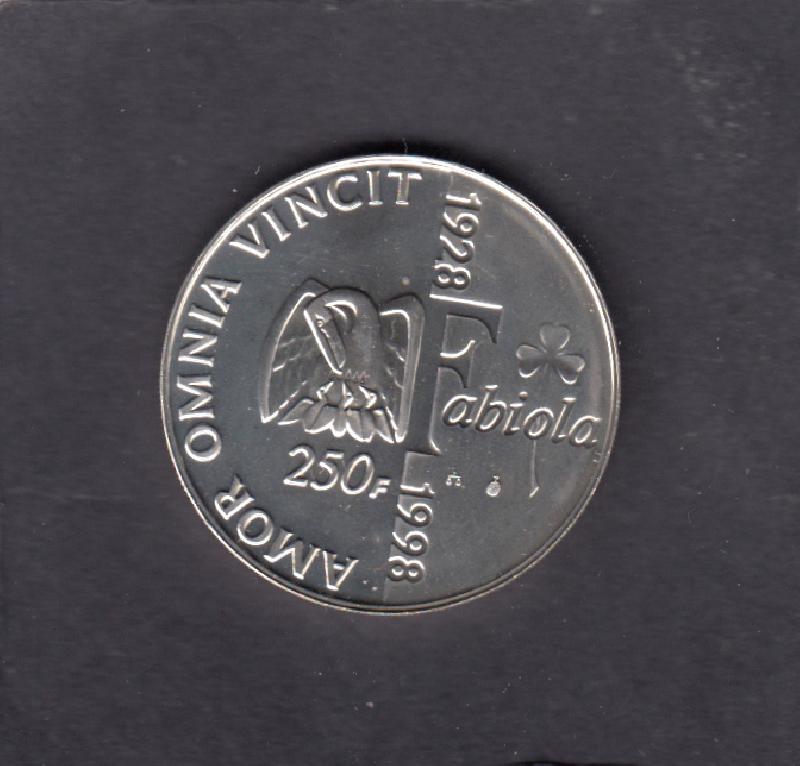 AMOR OMNIA VINCIT
1928
Fabiola
250F
1998